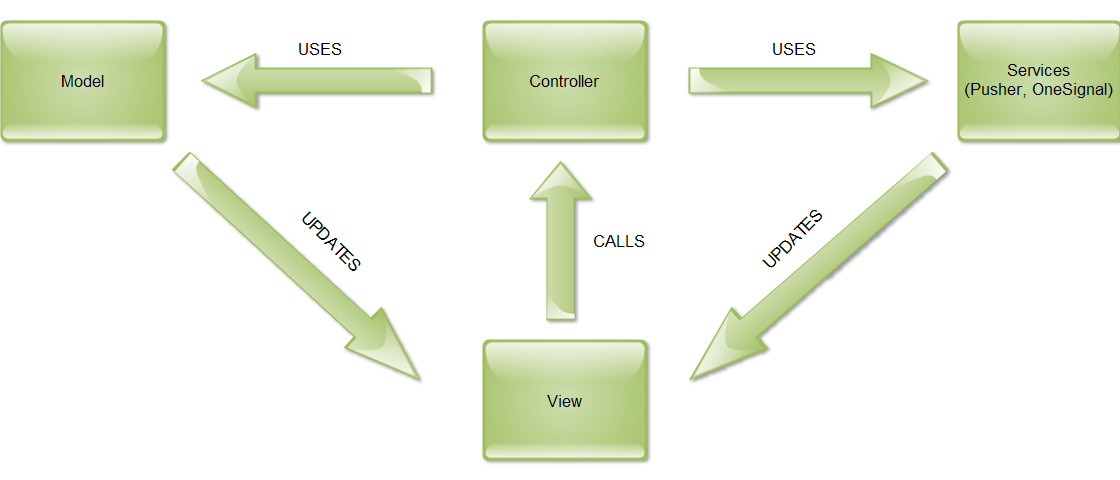 USES
USES
Model
Controller
Services
(Pusher, OneSignal)
UPDATES
CALLS
UPDATES
View